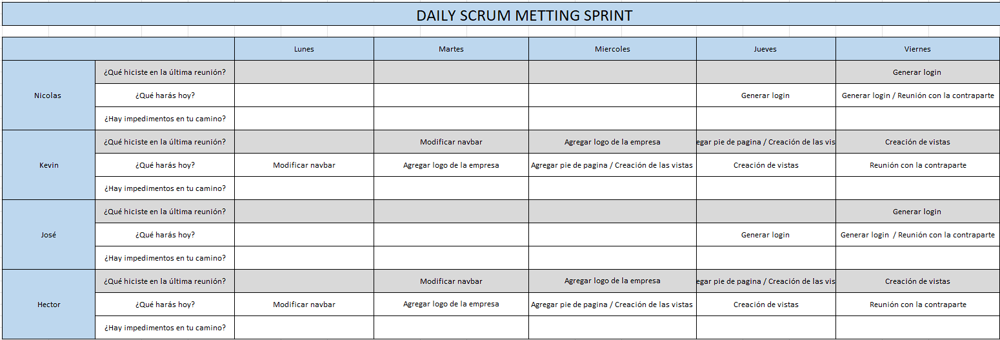 DAILY SCRUM METTING SPRINT
Lunes Martes Miercoles Jueves Viernes
Nicolas
¿Qué hiciste en la última reunión? Generar login
¿Qué harás hoy? Generar login Generar login / Reunión con la contraparte
¿Hay impedimentos en tu camino?
Kevin
¿Qué hiciste en la última reunión? Modificar navbar Agregar logo de la empresa egar pie de pagina / Creación de las vis Creación de vistas
¿Qué harás hoy? Modificar navbar Agregar logo de la empresa Agregar pie de pagina / Creación de las vistas Creación de vistas Reunión con la contraparte
¿Hay impedimentos en tu camino?
José
¿Qué hiciste en la última reunión? Generar login
¿Qué harás hoy? Generar login Generar login / Reunión con la contraparte
¿Hay impedimentos en tu camino?
Hector
¿Qué hiciste en la última reunión? Modificar navbar Agregar logo de la empresa egar pie de pagina / Creación de las vis Creación de vistas
¿Qué harás hoy? Modificar navbar Agregar logo de la empresa Agregar pie de pagina / Creación de las vistas Creación de vistas Reunión con la contraparte
¿Hay impedimentos en tu camino?